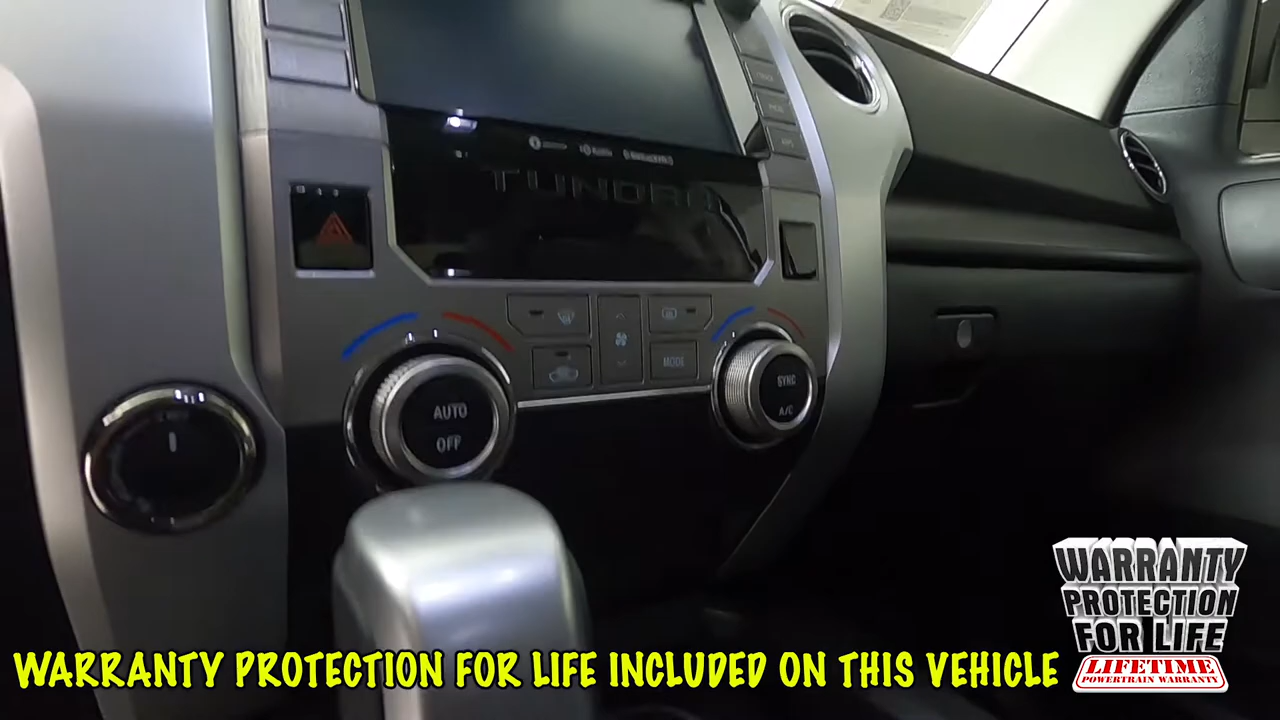 TUNDRA
MODE
AUTO
OFF
SYNC
A/C
WARRANTY PROTECTION FOR LIFE INCLUDED ON THIS VEHICLE
WARRANTY
PROTECTION
FOR LIFE
LIFETIME
POWERTRAIN WARRANTY